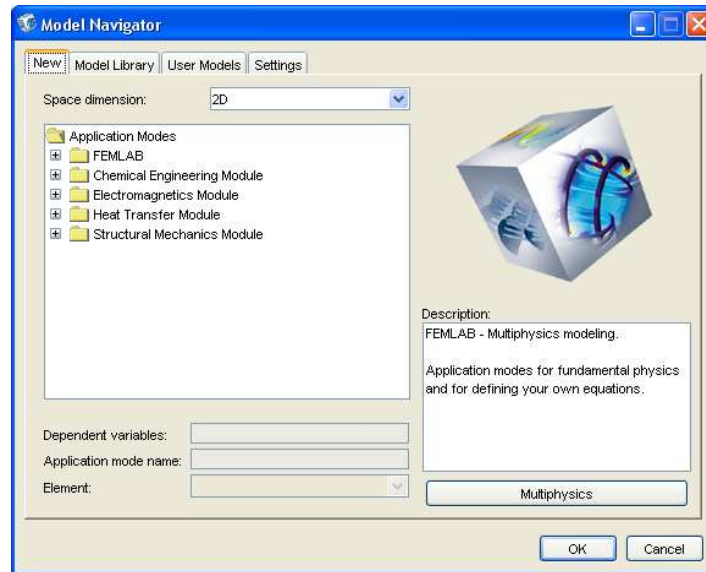 Model Navigator
New Model Library User Models Settings
Space dimension: 2D
Application Modes
FEMLAB
Chemical Engineering Module
Electromagnetics Module
Heat Transfer Module
Structural Mechanics Module
Description:
FEMLAB - Multiphysics modeling.
Application modes for fundamental physics
and for defining your own equations.
Dependent variables:
Application mode name:
Element:
Multiphysics
OK Cancel